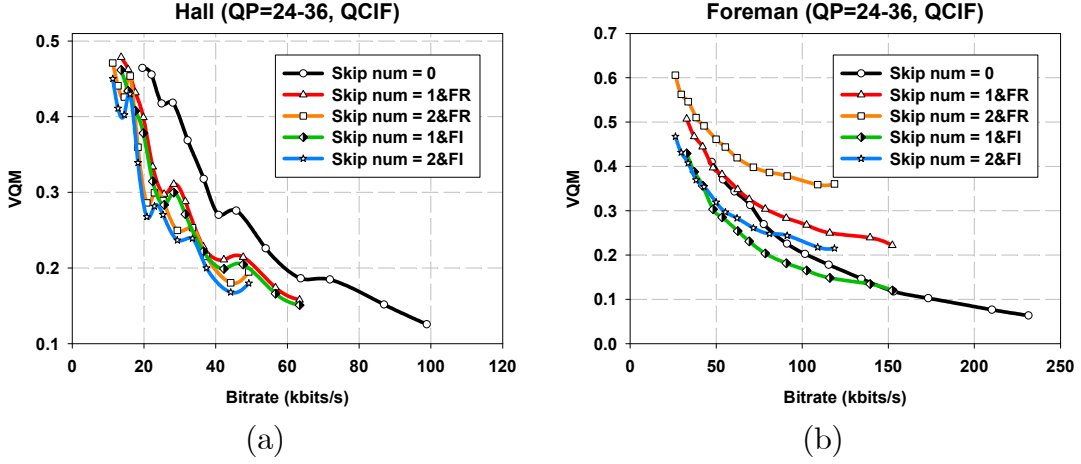 Hall (QP=24-36, QCIF)
0.5
0.4
0.3
0.2
0.1
VQM
Skip num = 0
Skip num = 1&FR
Skip num = 2&FR
Skip num = 1&FI
Skip num = 2&FI
0 20 40 60 80 100 120
Bitrate (kbits/s)
(a)
Foreman (QP=24-36, QCIF)
0.7
0.6
0.5
0.4
0.3
0.2
0.1
0.0
VQM
Skip num = 0
Skip num = 1&FR
Skip num = 2&FR
Skip num = 1&FI
Skip num = 2&FI
0 50 100 150 200 250
Bitrate (kbits/s)
(b)